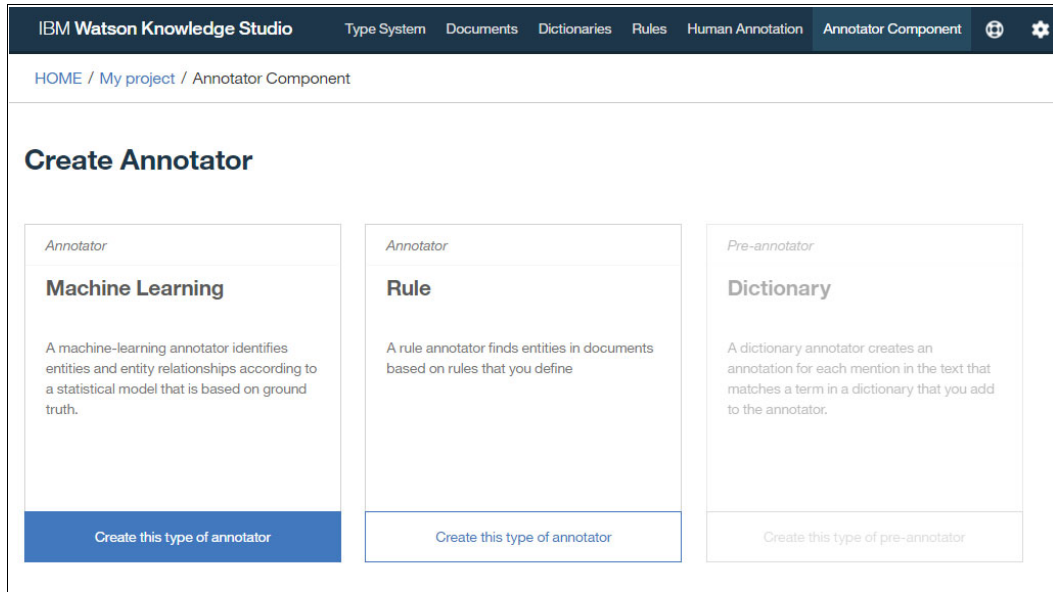 IBM Watson Knowledge Studio Type System Documents Dictionaries Rules Human Annotation Annotator Component
HOME / My project / Annotator Component
Create Annotator
Annotator
Machine Learning
A machine-learning annotator identifies
entities and entity relationships according to
a statistical model that is based on ground
truth.
Create this type of annotator
Annotator
Rule
A rule annotator finds entities in documents
based on rules that you define
Create this type of annotator
Pre-annotator
Dictionary
A dictionary annotator creates an
annotation for each mention in the text that
matches a term in a dictionary that you add
to the annotator.
Create this type of pre-annotator